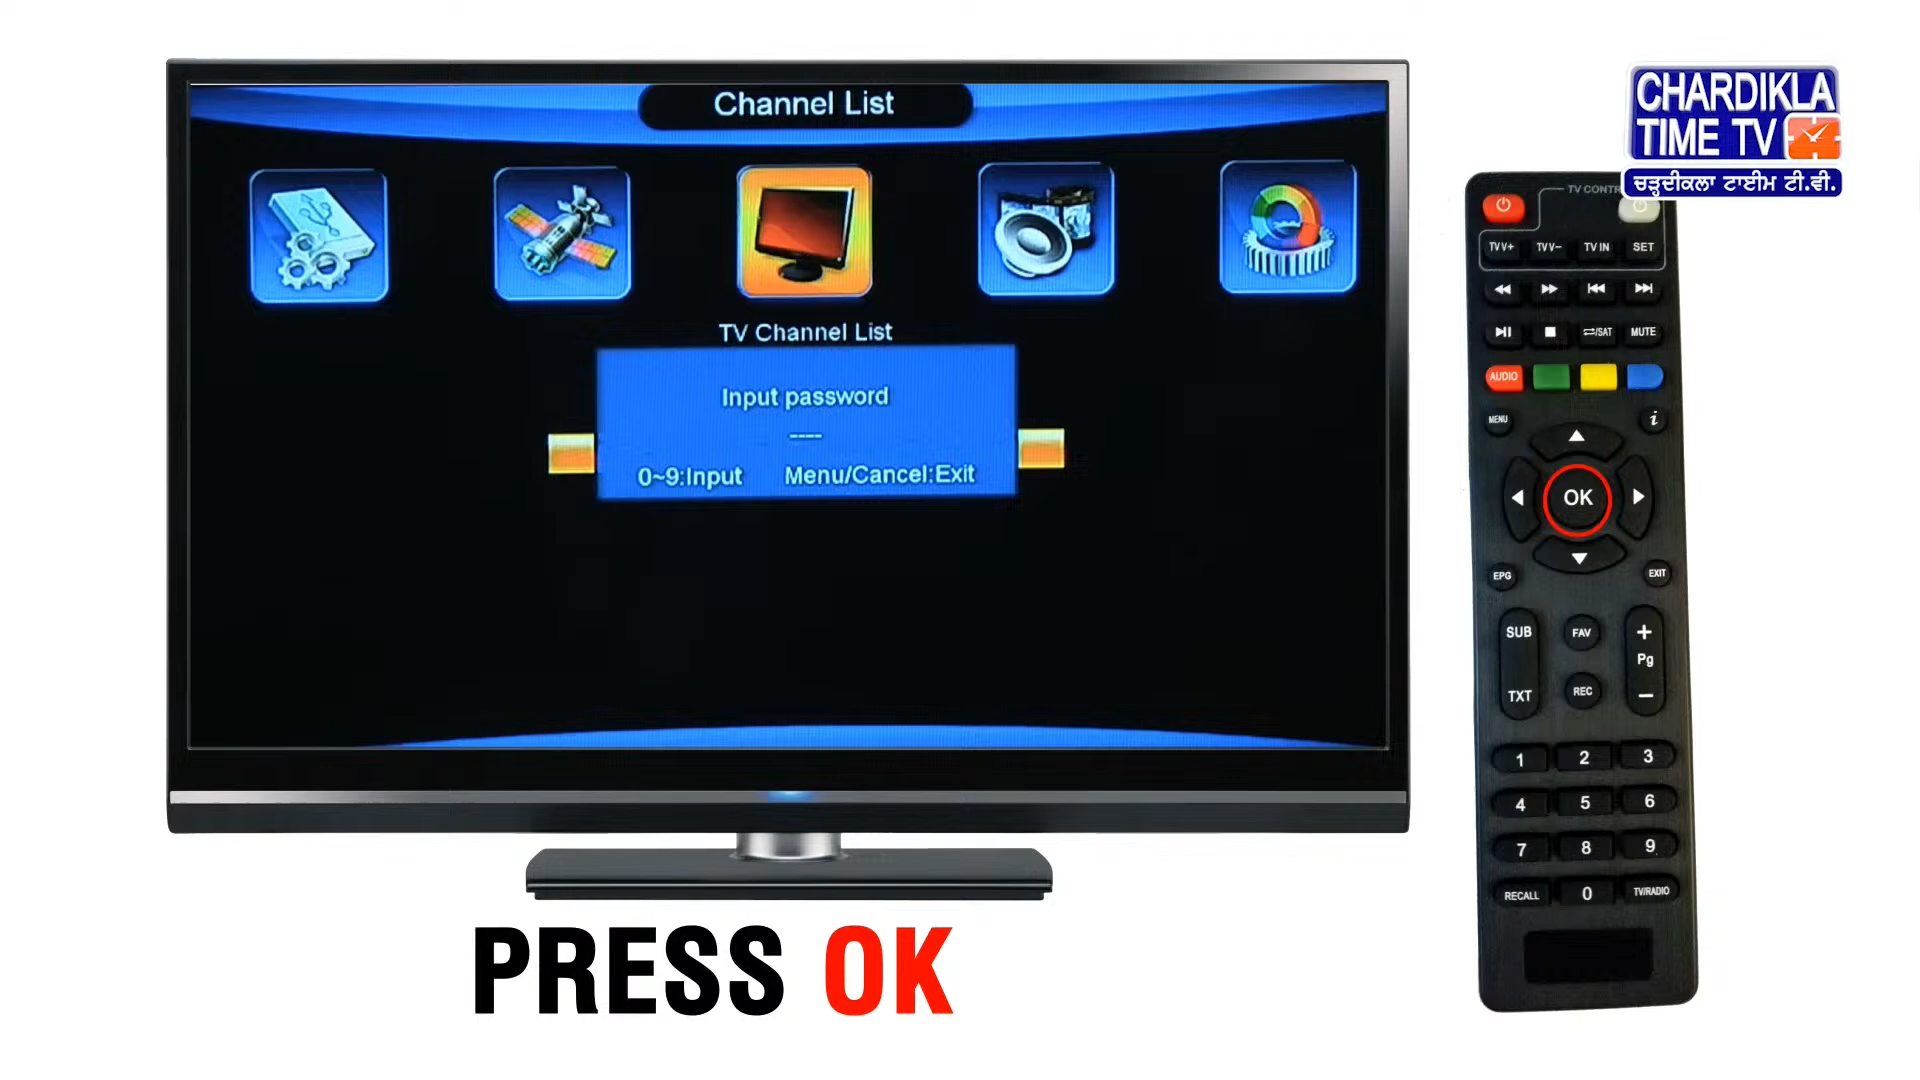 Channel List
TV Channel List
Input password
----
0~9:Input Menu/Cancel:Exit
PRESS OK
CHARDIKLA
TIME TV
ਚੜ੍ਹਦੀਕਲਾ ਟਾਈਮ ਟੀ.ਵੀ.
TV CONTR
TV V+ TV V- TV IN SET
⇄/SAT MUTE
AUDIO
MENU i
OK
EPG EXIT
SUB FAV +
Pg
TXT REC −
1 2 3
4 5 6
7 8 9
RECALL 0 TV/RADIO